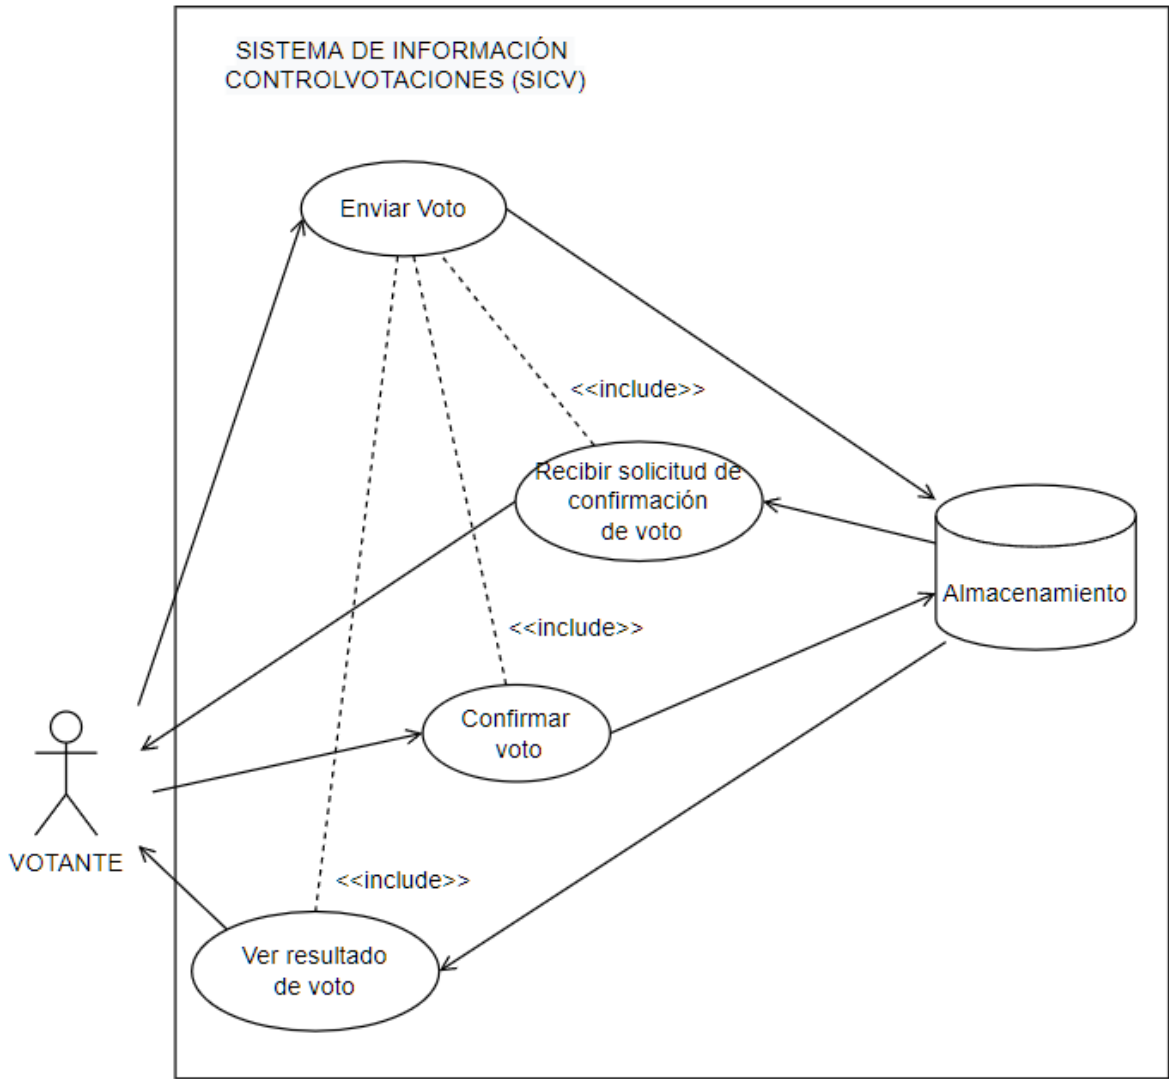 SISTEMA DE INFORMACIÓN
CONTROLVOTACIONES (SICV)
Enviar Voto
<<include>>
Recibir solicitud de
confirmación
de voto
Almacenamiento
<<include>>
Confirmar
voto
VOTANTE
<<include>>
Ver resultado
de voto